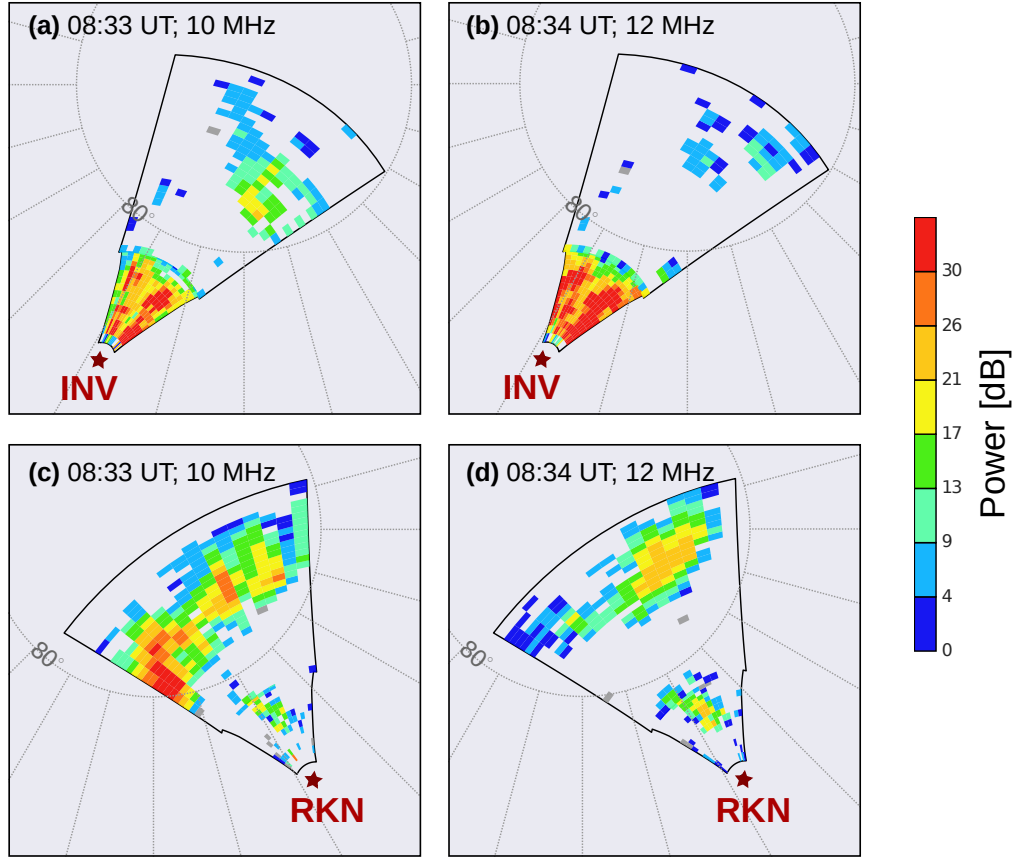 (a) 08:33 UT; 10 MHz
80°
INV
(b) 08:34 UT; 12 MHz
80°
INV
(c) 08:33 UT; 10 MHz
80°
RKN
(d) 08:34 UT; 12 MHz
80°
RKN
30
26
21
17
13
9
4
0
Power [dB]